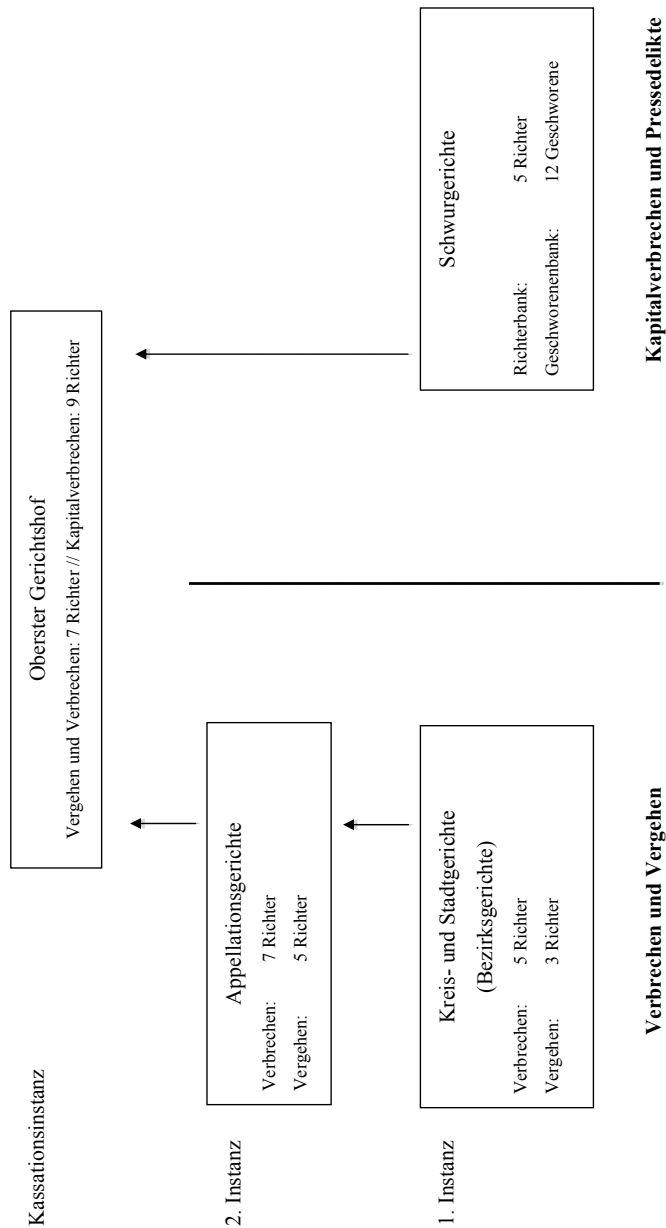 Kassationsinstanz
Oberster Gerichtshof
Vergehen und Verbrechen: 7 Richter // Kapitalverbrechen: 9 Richter
2. Instanz
Appellationsgerichte
Verbrechen: 7 Richter
Vergehen: 5 Richter
1. Instanz
Kreis- und Stadtgerichte
(Bezirksgerichte)
Verbrechen: 5 Richter
Vergehen: 3 Richter
Schwurgerichte
Richterbank: 5 Richter
Geschworenenbank: 12 Geschworene
Verbrechen und Vergehen
Kapitalverbrechen und Pressedelikte